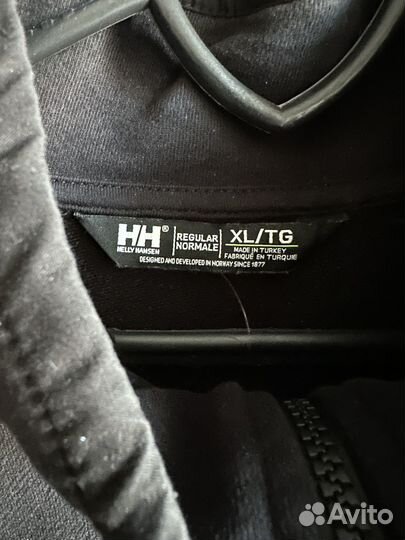 HH®
HELLY HANSEN
REGULAR
NORMALE
XL/TG
MADE IN TURKEY
FABRIQUÉ EN TURQUIE
DESIGNED AND DEVELOPED IN NORWAY SINCE 1877
Avito